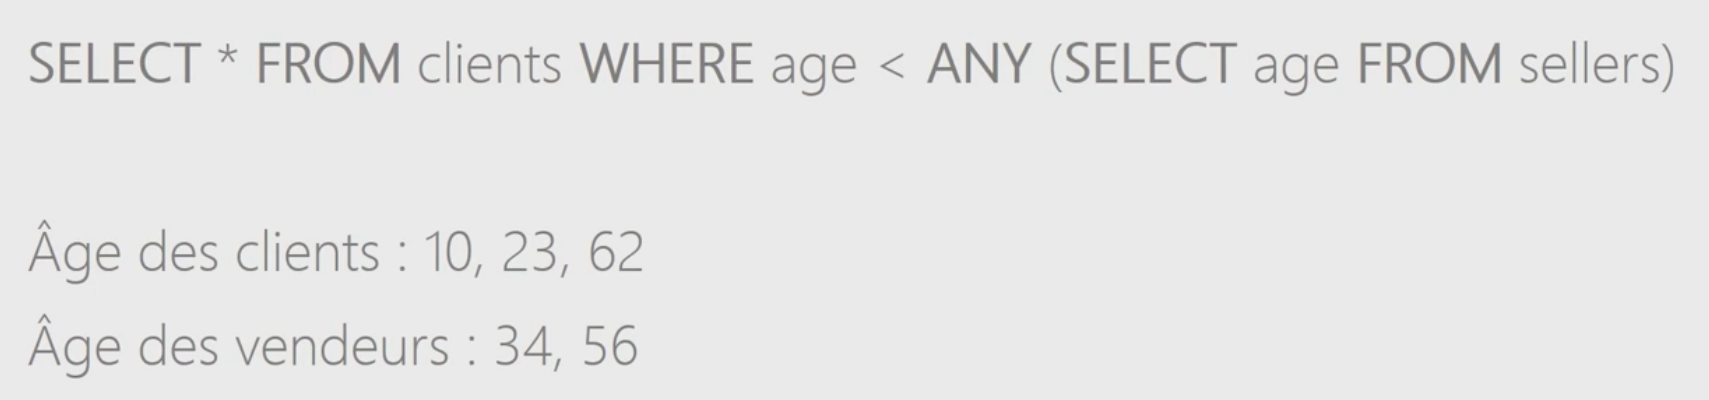 SELECT * FROM clients WHERE age < ANY (SELECT age FROM sellers)
Âge des clients : 10, 23, 62
Âge des vendeurs : 34, 56